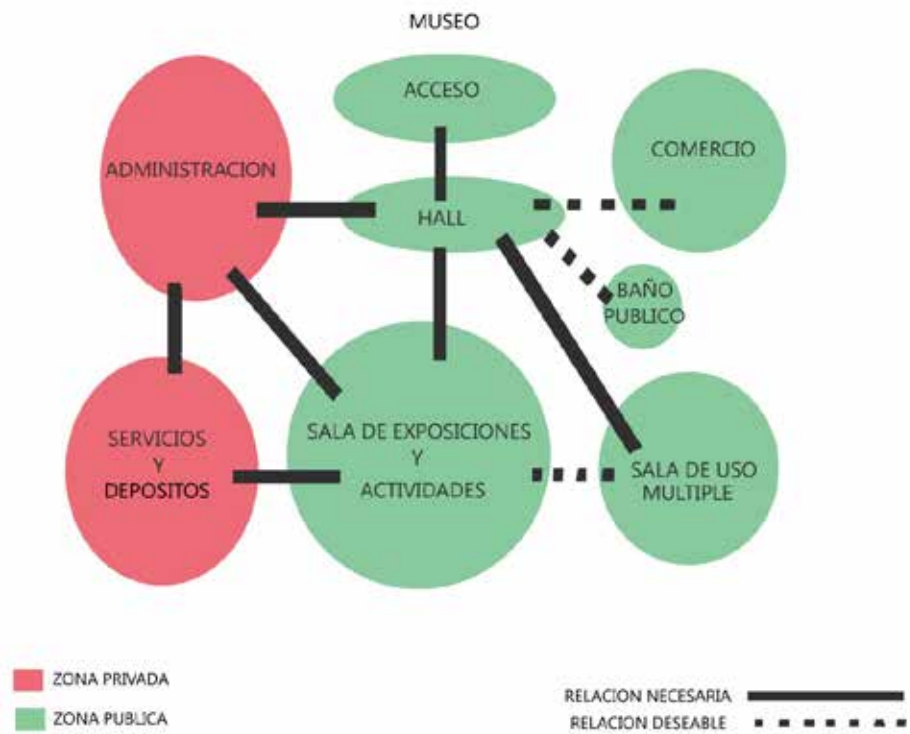 MUSEO
ACCESO
ADMINISTRACION
COMERCIO
HALL
BAÑO
PUBLICO
SERVICIOS
Y
DEPOSITOS
SALA DE EXPOSICIONES
Y
ACTIVIDADES
SALA DE USO
MULTIPLE
ZONA PRIVADA
ZONA PUBLICA
RELACION NECESARIA
RELACION DESEABLE